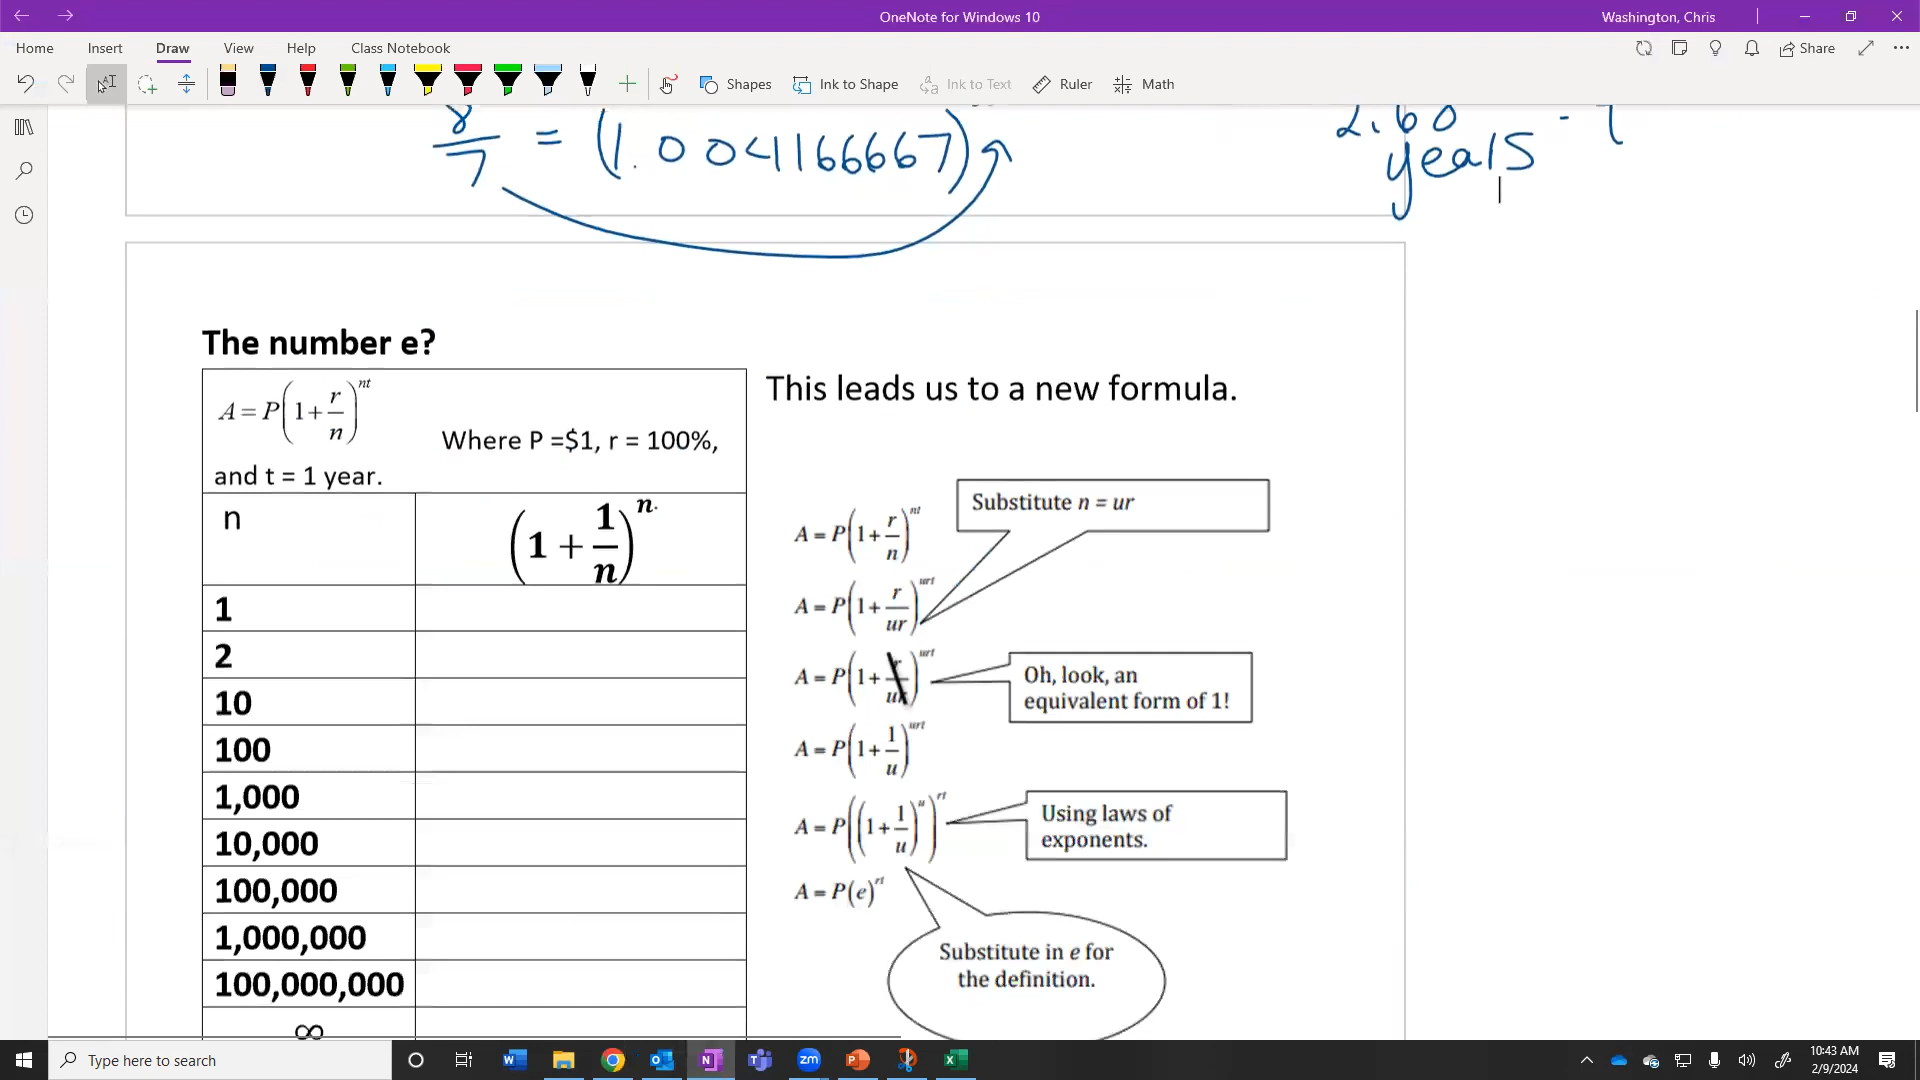 OneNote for Windows 10
Washington, Chris
Home Insert Draw View Help Class Notebook
Share
Shapes Ink to Shape Ink to Text Ruler Math
8/7 = (1.004166667)
2.60
years
The number e?
A = P(1 + r/n)^nt
Where P =$1, r = 100%,
and t = 1 year.
n
(1 + 1/n)^n.
1
2
10
100
1,000
10,000
100,000
1,000,000
100,000,000
∞
This leads us to a new formula.
Substitute n = ur
A = P(1 + r/n)^nt
A = P(1 + r/ur)^urt
A = P(1 + r/ur)^urt
Oh, look, an
equivalent form of 1!
A = P(1 + 1/u)^urt
A = P((1 + 1/u)^u)^rt
Using laws of
exponents.
A = P(e)^rt
Substitute in e for
the definition.
Type here to search
10:43 AM
2/9/2024